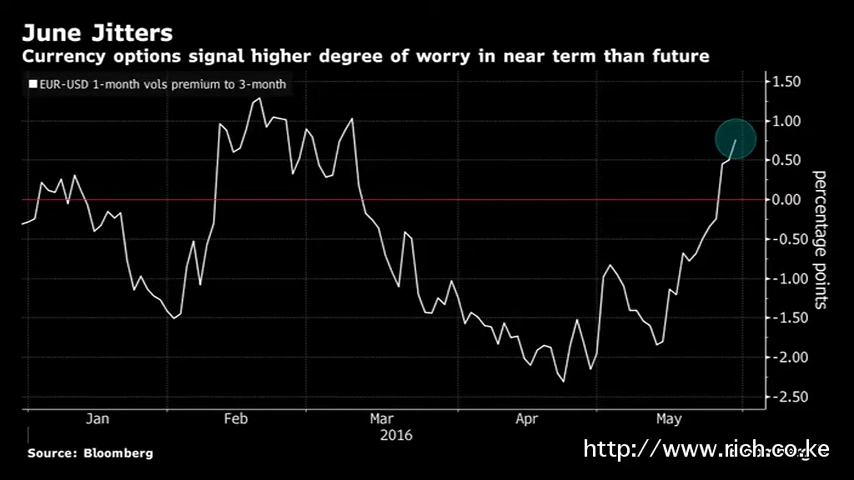 June Jitters
Currency options signal higher degree of worry in near term than future
EUR-USD 1-month vols premium to 3-month
1.50
1.00
0.50
0.00
-0.50
-1.00
-1.50
-2.00
-2.50
percentage points
Jan Feb Mar Apr May
2016
Source: Bloomberg
http://www.rich.co.ke